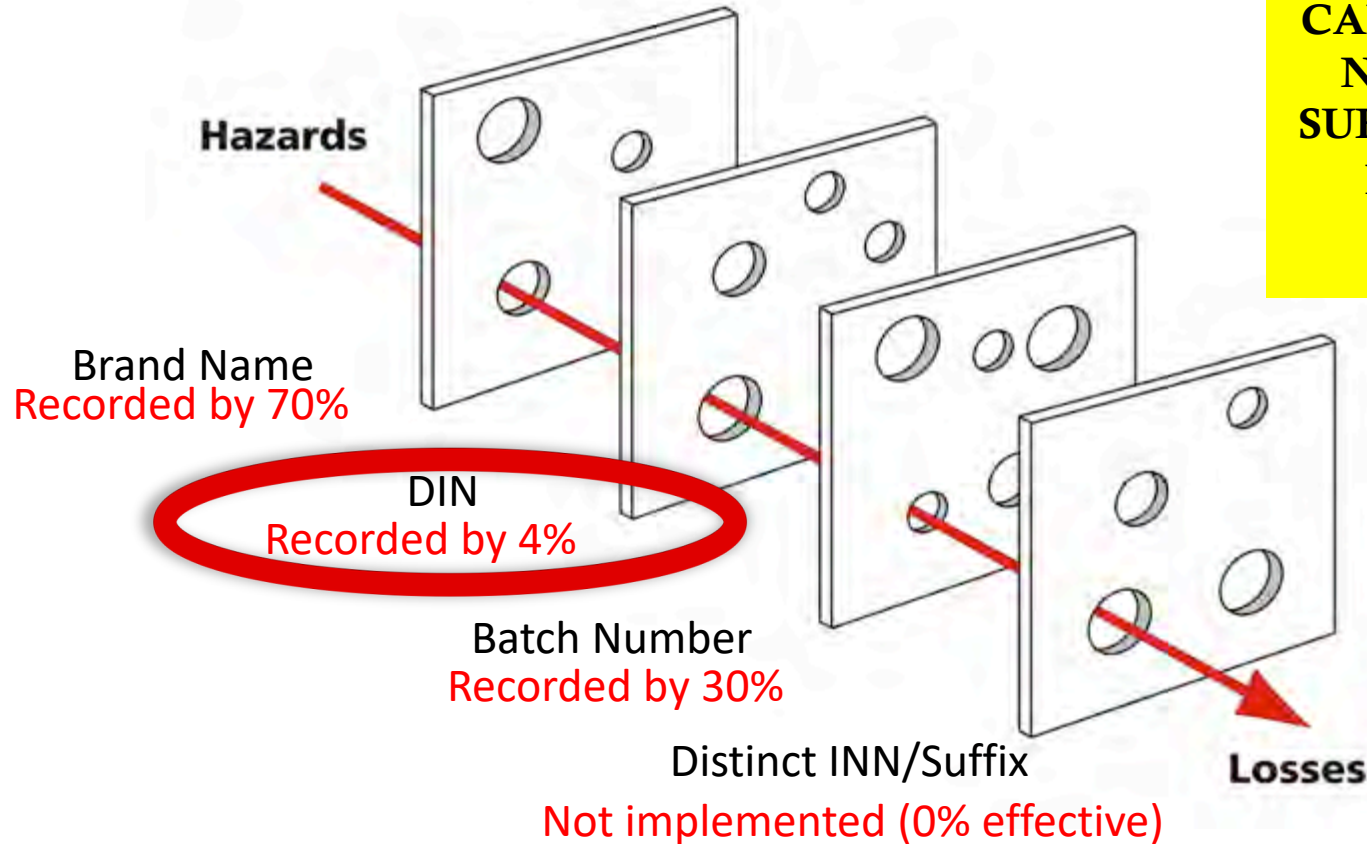 Hazards
Brand Name
Recorded by 70%
DIN
Recorded by 4%
Batch Number
Recorded by 30%
Distinct INN/Suffix
Not implemented (0% effective)
Losses